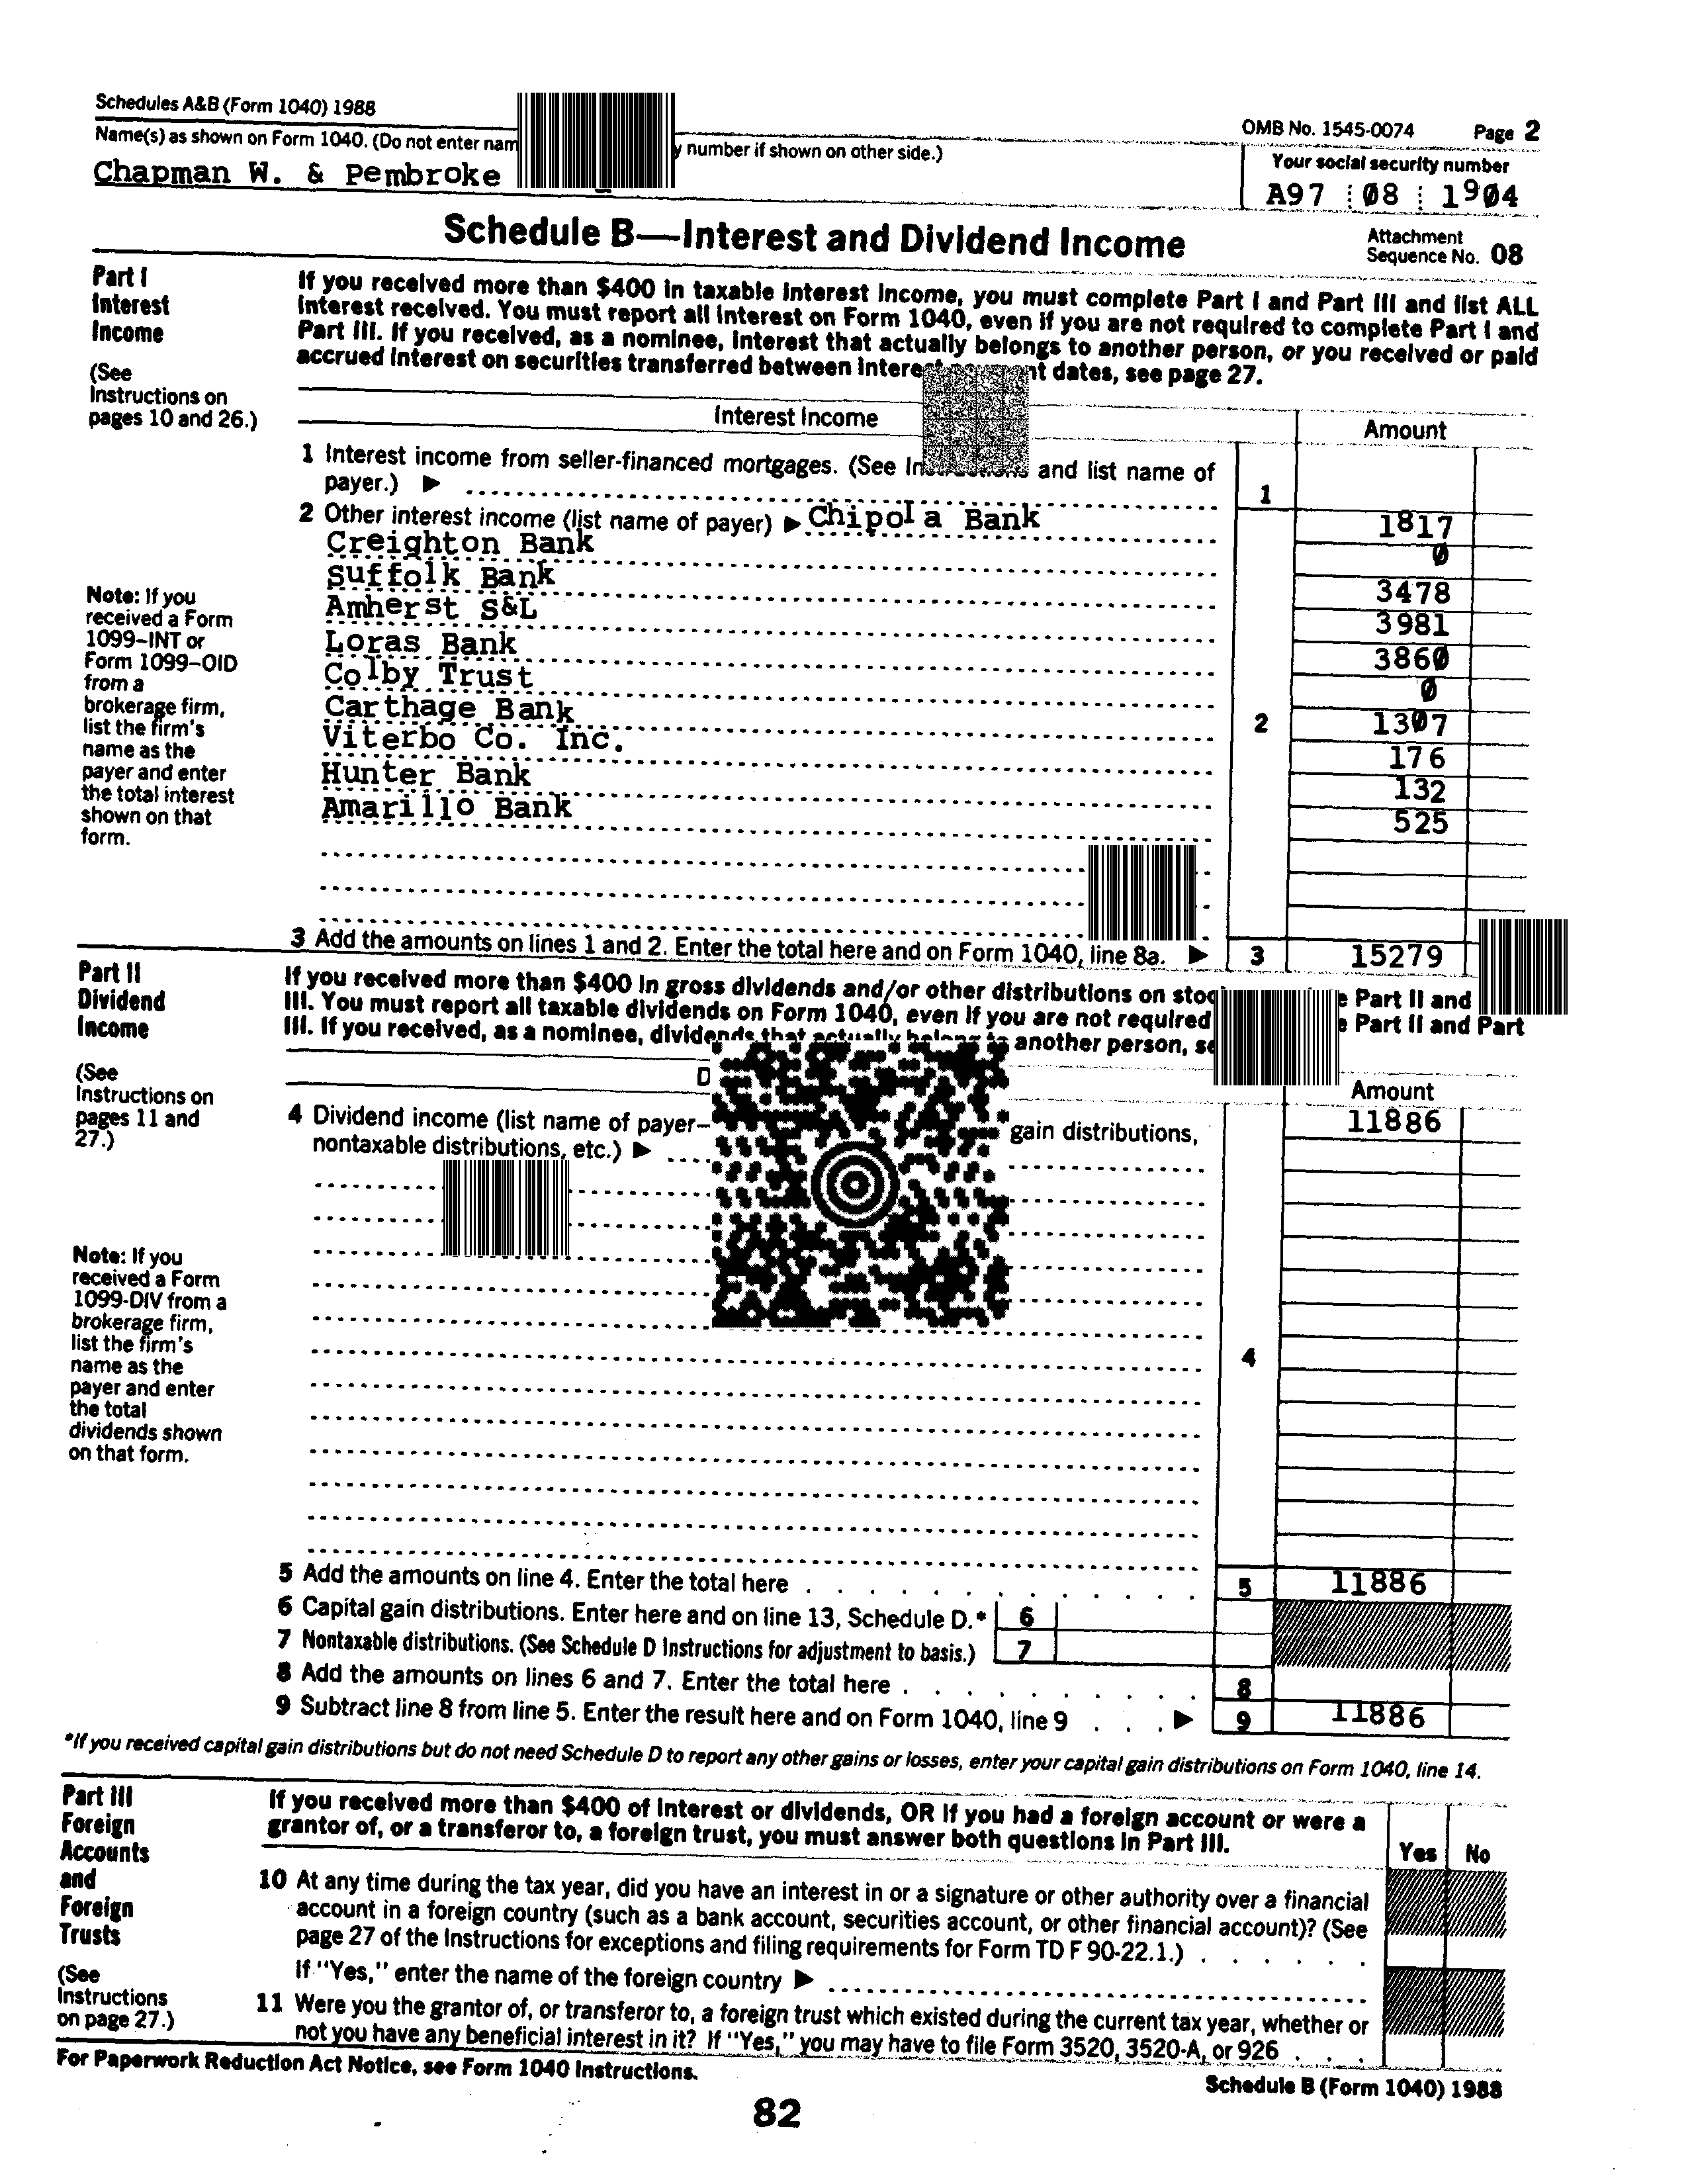 Schedules A&B (Form 1040) 1988
OMB No. 1545-0074 Page 2
Name(s) as shown on Form 1040. (Do not enter number if shown on other side.)
Your social security number
Chapman W. & Pembroke
A97 08 1904
Schedule B—Interest and Dividend Income
Attachment
Sequence No. 08
Part I
Interest
Income
(See
Instructions on
pages 10 and 26.)
If you received more than $400 in taxable interest income, you must complete Part I and Part III and list ALL
interest received. You must report all interest on Form 1040, even if you are not required to complete Part I and
Part III. If you received, as a nominee, interest that actually belongs to another person, or you received or paid
accrued interest on securities transferred between interest dates, see page 27.
Interest Income
Amount
1 Interest income from seller-financed mortgages. (See and list name of
payer.) ▶
1
2 Other interest income (list name of payer) ▶ Chipola Bank 1817
Creighton Bank 0
Suffolk Bank 3478
Amherst S&L 3981
Loras Bank 3860
Colby Trust 0
Carthage Bank 2 1307
Viterbo Co. Inc. 176
Hunter Bank 132
Amarillo Bank 525
Note: If you
received a Form
1099–INT or
Form 1099–OID
from a
brokerage firm,
list the firm's
name as the
payer and enter
the total interest
shown on that
form.
3 Add the amounts on lines 1 and 2. Enter the total here and on Form 1040, line 8a. ▶ 3 15279
Part II
Dividend
Income
(See
Instructions on
pages 11 and
27.)
If you received more than $400 in gross dividends and/or other distributions on Part II and
III. You must report all taxable dividends on Form 1040, even if you are not required Part II and Part
III. If you received, as a nominee, dividends that actually belong to another person,
Amount
4 Dividend income (list name of payer— gain distributions,
nontaxable distributions, etc.) ▶
11886
4
Note: If you
received a Form
1099-DIV from a
brokerage firm,
list the firm's
name as the
payer and enter
the total
dividends shown
on that form.
5 Add the amounts on line 4. Enter the total here . . . 5 11886
6 Capital gain distributions. Enter here and on line 13, Schedule D.* 6
7 Nontaxable distributions. (See Schedule D Instructions for adjustment to basis.) 7
8 Add the amounts on lines 6 and 7. Enter the total here . . . 8
9 Subtract line 8 from line 5. Enter the result here and on Form 1040, line 9 . . . ▶ 9 11886
*If you received capital gain distributions but do not need Schedule D to report any other gains or losses, enter your capital gain distributions on Form 1040, line 14.
Part III
Foreign
Accounts
and
Foreign
Trusts
(See
Instructions
on page 27.)
If you received more than $400 of interest or dividends, OR if you had a foreign account or were a
grantor of, or a transferor to, a foreign trust, you must answer both questions in Part III.
Yes No
10 At any time during the tax year, did you have an interest in or a signature or other authority over a financial
account in a foreign country (such as a bank account, securities account, or other financial account)? (See
page 27 of the Instructions for exceptions and filing requirements for Form TD F 90-22.1.) . . .
If "Yes," enter the name of the foreign country ▶
11 Were you the grantor of, or transferor to, a foreign trust which existed during the current tax year, whether or
not you have any beneficial interest in it? If "Yes," you may have to file Form 3520, 3520-A, or 926 . . .
For Paperwork Reduction Act Notice, see Form 1040 Instructions.
Schedule B (Form 1040) 1988
82